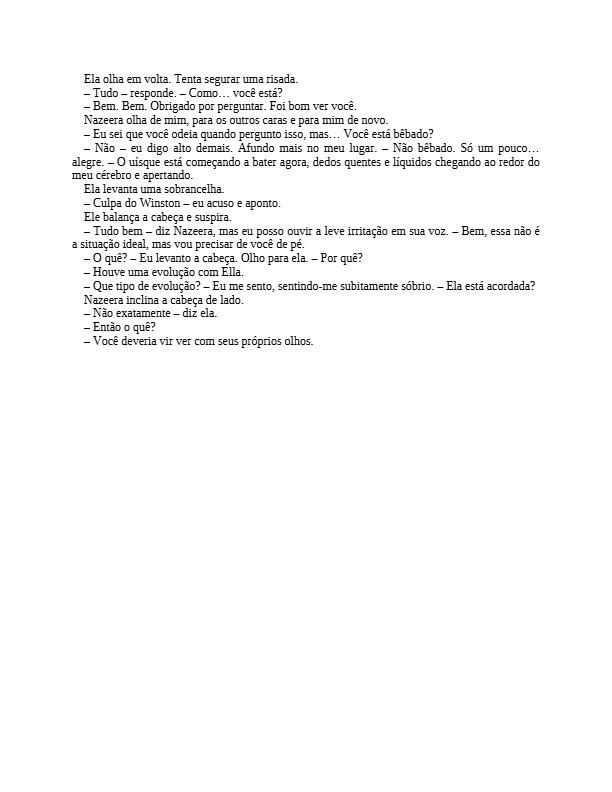 Ela olha em volta. Tenta segurar uma risada.
– Tudo – responde. – Como… você está?
– Bem. Bem. Obrigado por perguntar. Foi bom ver você.
Nazeera olha de mim, para os outros caras e para mim de novo.
– Eu sei que você odeia quando pergunto isso, mas… Você está bêbado?
– Não – eu digo alto demais. Afundo mais no meu lugar. – Não bêbado. Só um pouco…
alegre. – O uísque está começando a bater agora, dedos quentes e líquidos chegando ao redor do
meu cérebro e apertando.
Ela levanta uma sobrancelha.
– Culpa do Winston – eu acuso e aponto.
Ele balança a cabeça e suspira.
– Tudo bem – diz Nazeera, mas eu posso ouvir a leve irritação em sua voz. – Bem, essa não é
a situação ideal, mas vou precisar de você de pé.
– O quê? – Eu levanto a cabeça. Olho para ela. – Por quê?
– Houve uma evolução com Ella.
– Que tipo de evolução? – Eu me sento, sentindo-me subitamente sóbrio. – Ela está acordada?
Nazeera inclina a cabeça de lado.
– Não exatamente – diz ela.
– Então o quê?
– Você deveria vir ver com seus próprios olhos.